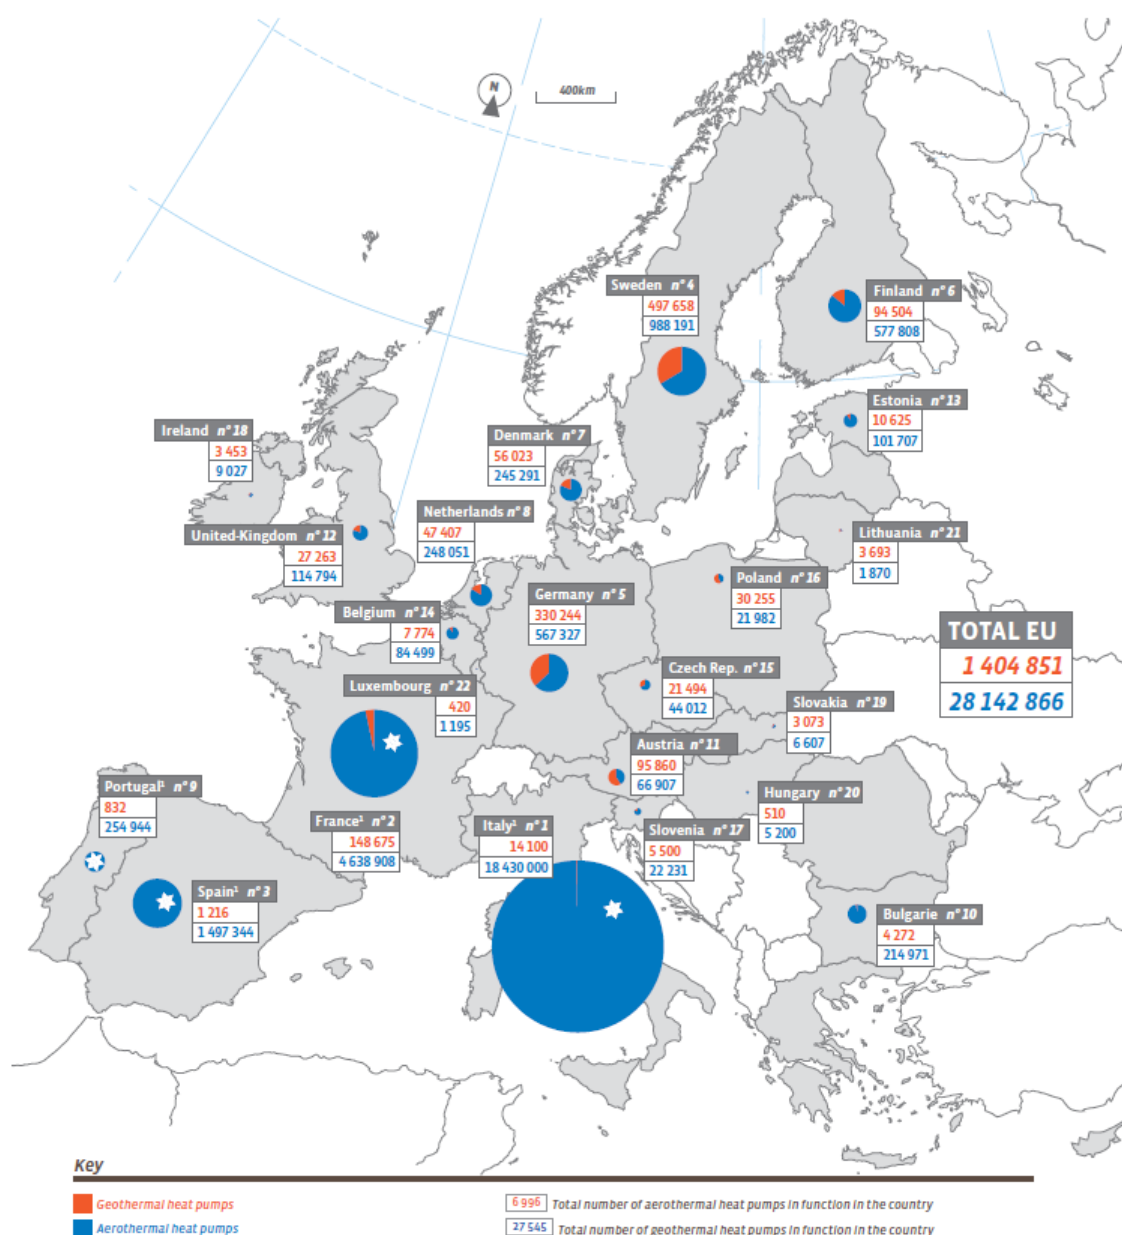 N
400km
Sweden n° 4
497 658
988 191
Finland n° 6
94 504
577 808
Estonia n° 13
10 625
101 707
Ireland n° 18
3 453
9 027
Denmark n° 7
56 023
245 291
Netherlands n° 8
47 407
248 051
United-Kingdom n° 12
27 263
114 794
Lithuania n° 21
3 693
1 870
Poland n° 16
30 255
21 982
Germany n° 5
330 244
567 327
Belgium n° 14
7 774
84 499
TOTAL EU
1 404 851
28 142 866
Czech Rep. n° 15
21 494
44 012
Luxembourg n° 22
420
1 195
Slovakia n° 19
3 073
6 607
Austria n° 11
95 860
66 907
Portugal¹ n° 9
832
254 944
Hungary n° 20
510
5 200
France¹ n° 2
148 675
4 638 908
Italy¹ n° 1
14 100
18 430 000
Slovenia n° 17
5 500
22 231
Spain¹ n° 3
1 216
1 497 344
Bulgarie n° 10
4 272
214 971
Key
Geothermal heat pumps
6 996 Total number of aerothermal heat pumps in function in the country
Aerothermal heat pumps
27 545 Total number of geothermal heat pumps in function in the country